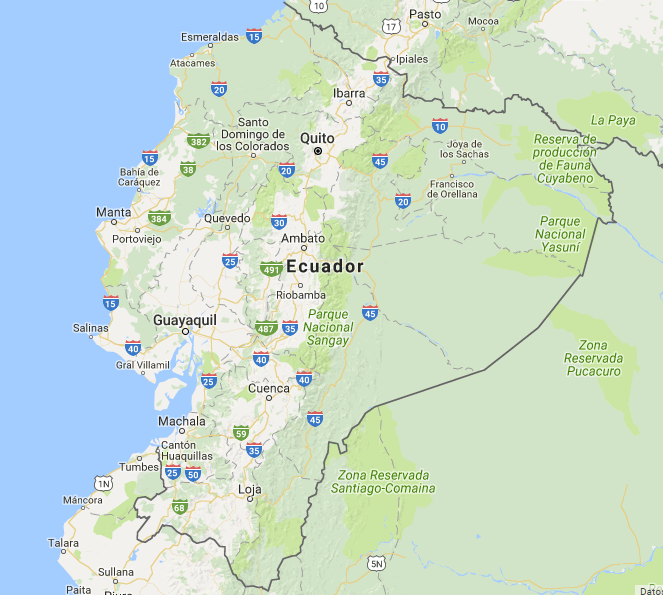 10
Pasto
17
Mocoa
Esmeraldas
15
Atacames
Ipiales
35
20
Ibarra
La Paya
Santo
Domingo de
los Colorados
10
Quito
382
Joya de
los Sachas
Reserva de
producción
de Fauna
Cuyabeno
15
45
38
20
Bahía de
Caráquez
Francisco
de Orellana
20
Manta
384
Quevedo
30
Parque
Nacional
Yasuní
Portoviejo
Ambato
25
491
Ecuador
Riobamba
15
Guayaquil
Parque
Nacional
Sangay
45
Salinas
487
35
40
Zona
Reservada
Pucacuro
Gral Villamil
40
25
40
Cuenca
Machala
45
59
Cantón
Huaquillas
35
Tumbes
25
50
Zona Reservada
Santiago-Comaina
1N
Loja
Máncora
68
Talara
5N
Sullana
Paita
Datos